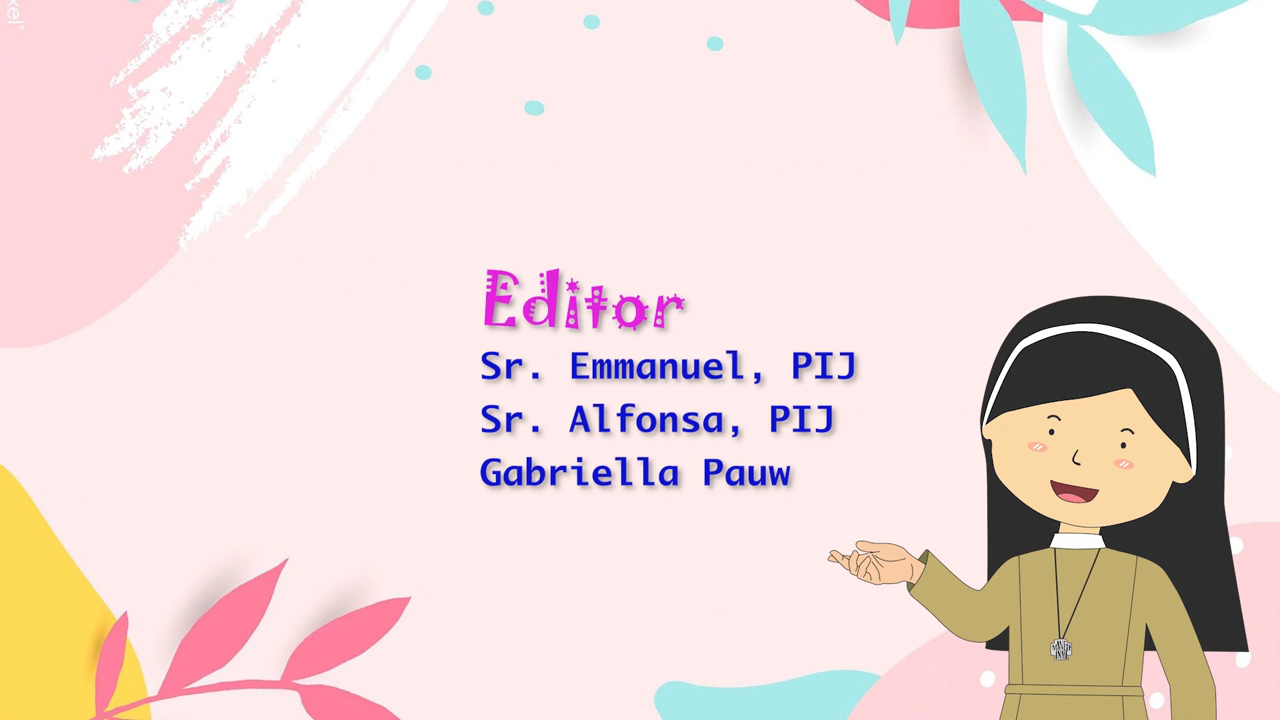 Editor
Sr. Emmanuel, PIJ
Sr. Alfonsa, PIJ
Gabriella Pauw